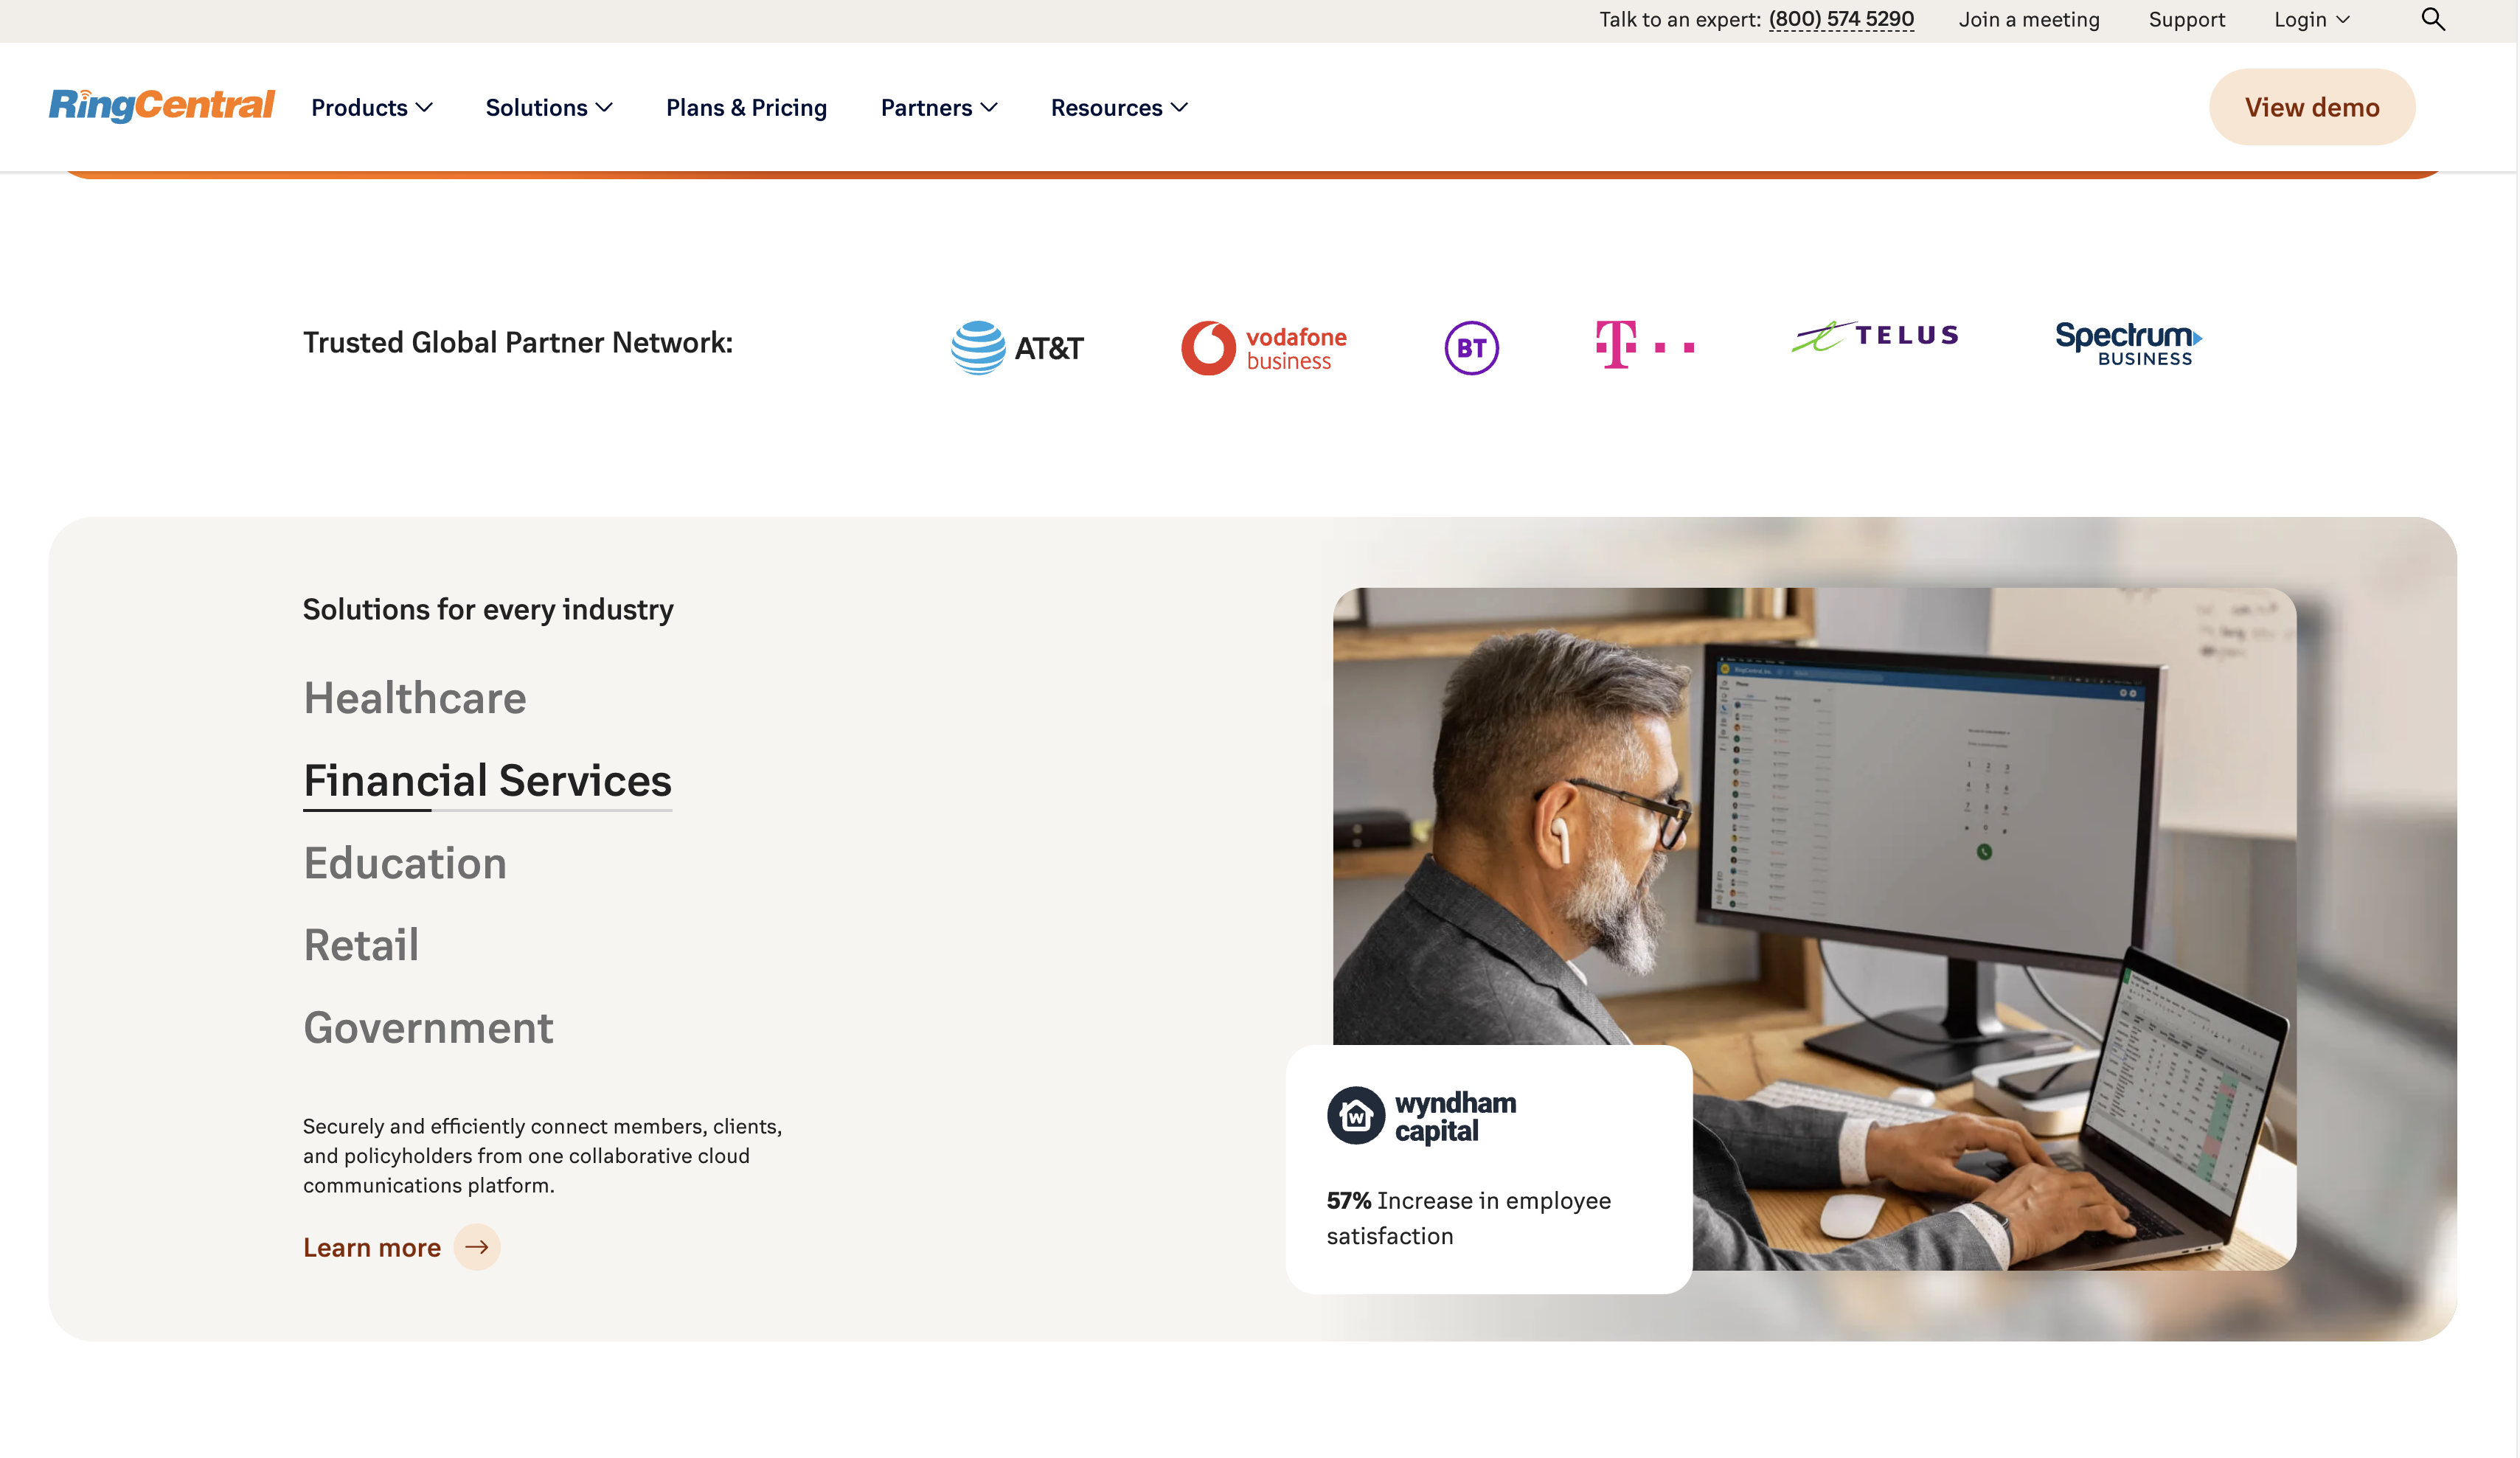 Talk to an expert: (800) 574 5290 Join a meeting Support Login
RingCentral Products Solutions Plans & Pricing Partners Resources View demo
Trusted Global Partner Network: AT&T vodafone business BT T TELUS Spectrum BUSINESS
Solutions for every industry
Healthcare
Financial Services
Education
Retail
Government
Securely and efficiently connect members, clients,
and policyholders from one collaborative cloud
communications platform.
Learn more
wyndham
capital
57% Increase in employee
satisfaction